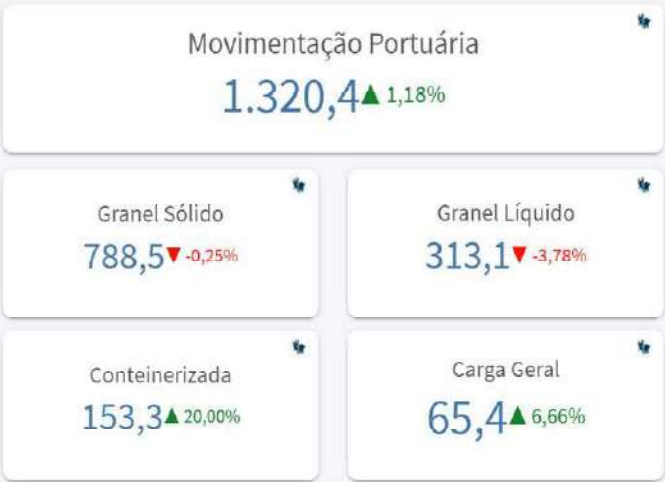 Movimentação Portuária
1.320,4▲ 1,18%
Granel Sólido
788,5▼ -0,25%
Granel Líquido
313,1▼ -3,78%
Conteinerizada
153,3▲ 20,00%
Carga Geral
65,4▲ 6,66%